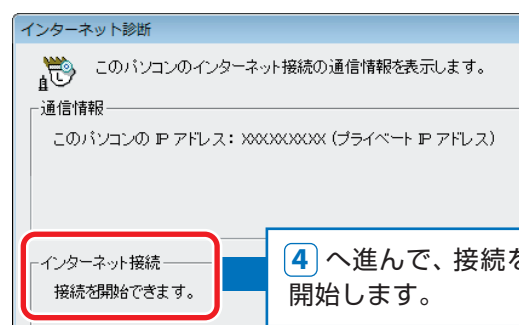 インターネット診断
このパソコンのインターネット接続の通信情報を表示します。
通信情報
このパソコンの IP アドレス： XXXXXXXXXX (プライベート IP アドレス)
インターネット接続
接続を開始できます。
4 へ進んで、接続を
開始します。